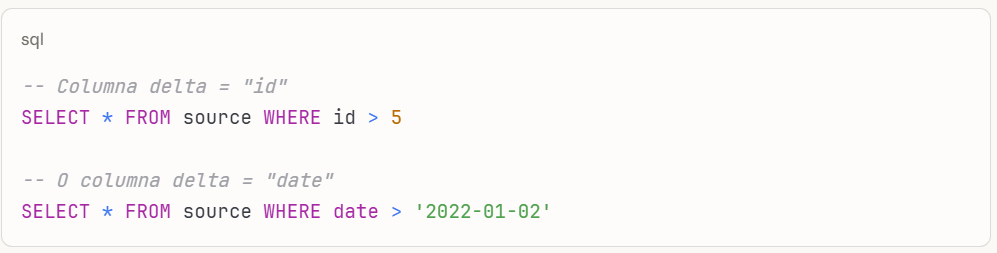 sql
-- Columna delta = "id"
SELECT * FROM source WHERE id > 5
-- O columna delta = "date"
SELECT * FROM source WHERE date > '2022-01-02'